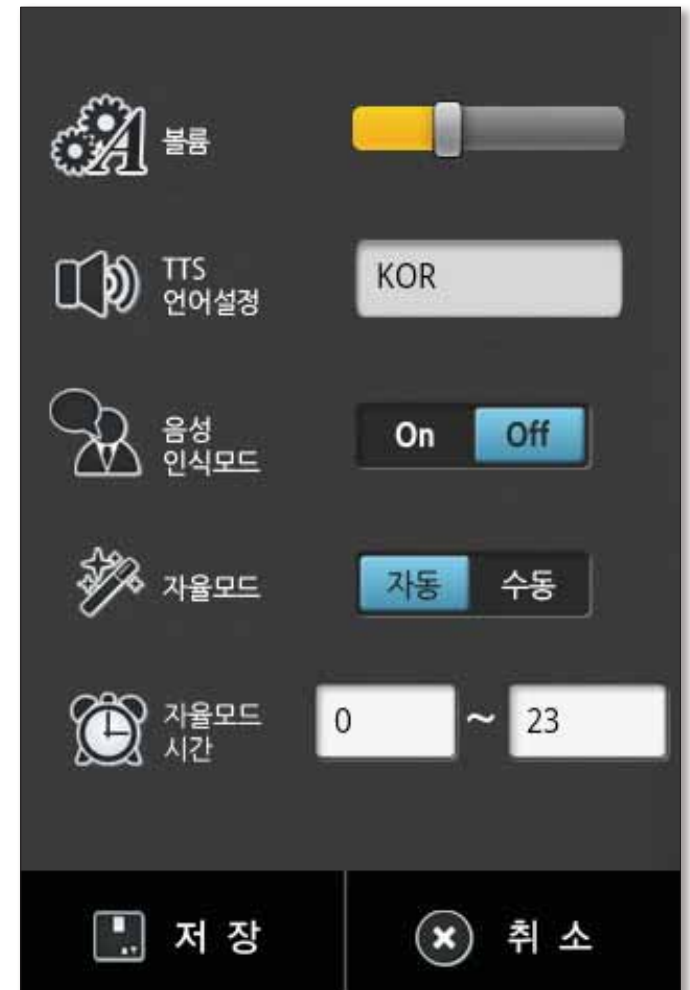 볼륨
TTS
언어설정
KOR
음성
인식모드
On Off
자율모드
자동 수동
자율모드
시간
0 ~ 23
저 장
취 소